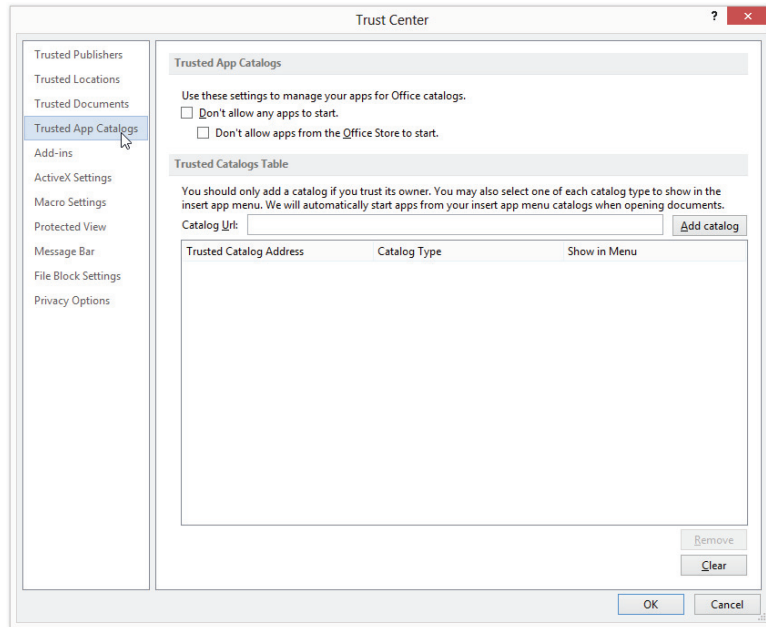 Trust Center
?
Trusted Publishers
Trusted Locations
Trusted Documents
Trusted App Catalogs
Add-ins
ActiveX Settings
Macro Settings
Protected View
Message Bar
File Block Settings
Privacy Options
Trusted App Catalogs
Use these settings to manage your apps for Office catalogs.
Don't allow any apps to start.
Don't allow apps from the Office Store to start.
Trusted Catalogs Table
You should only add a catalog if you trust its owner. You may also select one of each catalog type to show in the
insert app menu. We will automatically start apps from your insert app menu catalogs when opening documents.
Catalog Url:
Add catalog
Trusted Catalog Address Catalog Type Show in Menu
Remove
Clear
OK Cancel